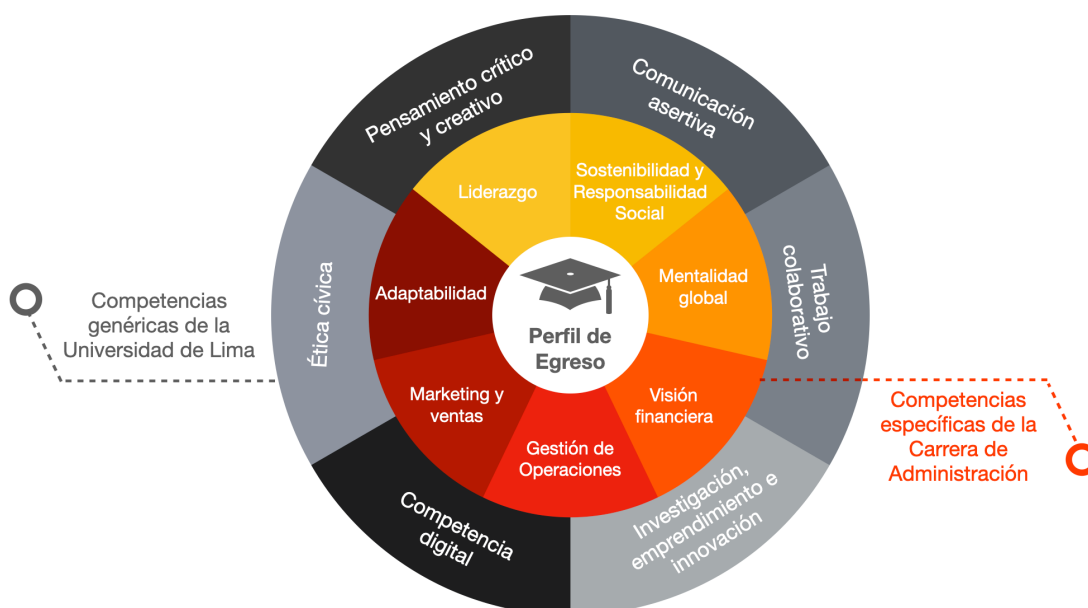 Pensamiento crítico
y creativo
Comunicación
asertiva
Liderazgo
Sostenibilidad y
Responsabilidad
Social
Adaptabilidad
Mentalidad
global
Trabajo
colaborativo
Ética cívica
Competencias
genéricas de la
Universidad de Lima
Perfil de
Egreso
Marketing y
ventas
Visión
financiera
Gestión de
Operaciones
Competencias
específicas de la
Carrera de
Administración
Competencia
digital
Investigación,
emprendimiento e
innovación